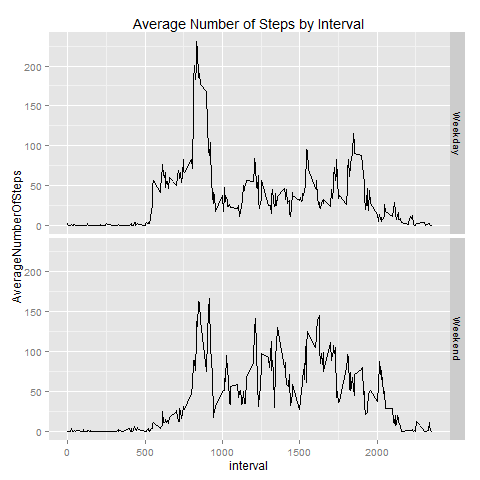 Average Number of Steps by Interval
AverageNumberOfSteps
200
150
100
50
0
Weekday
200
150
100
50
0
Weekend
0 500 1000 1500 2000
interval